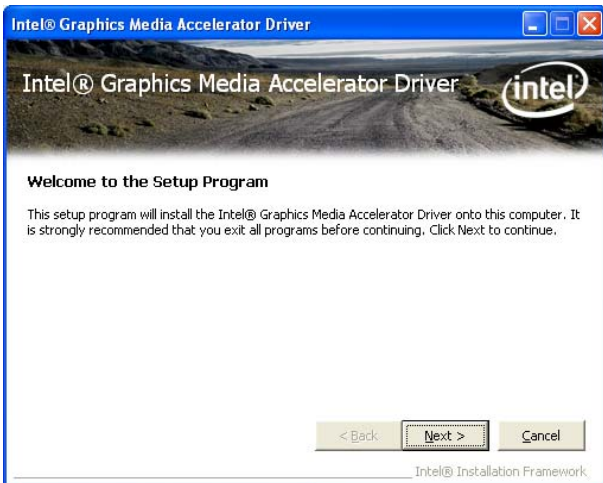 Intel® Graphics Media Accelerator Driver
Intel® Graphics Media Accelerator Driver
intel
Welcome to the Setup Program
This setup program will install the Intel® Graphics Media Accelerator Driver onto this computer. It
is strongly recommended that you exit all programs before continuing. Click Next to continue.
< Back
Next >
Cancel
Intel® Installation Framework